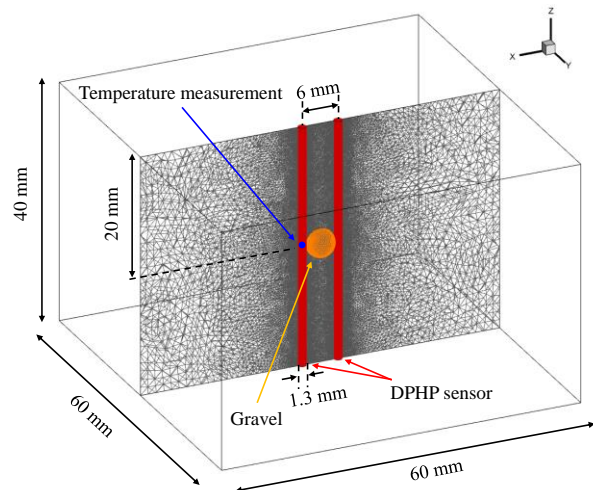 Z
X
Y
6 mm
Temperature measurement
40 mm
20 mm
1.3 mm
DPHP sensor
Gravel
60 mm
60 mm